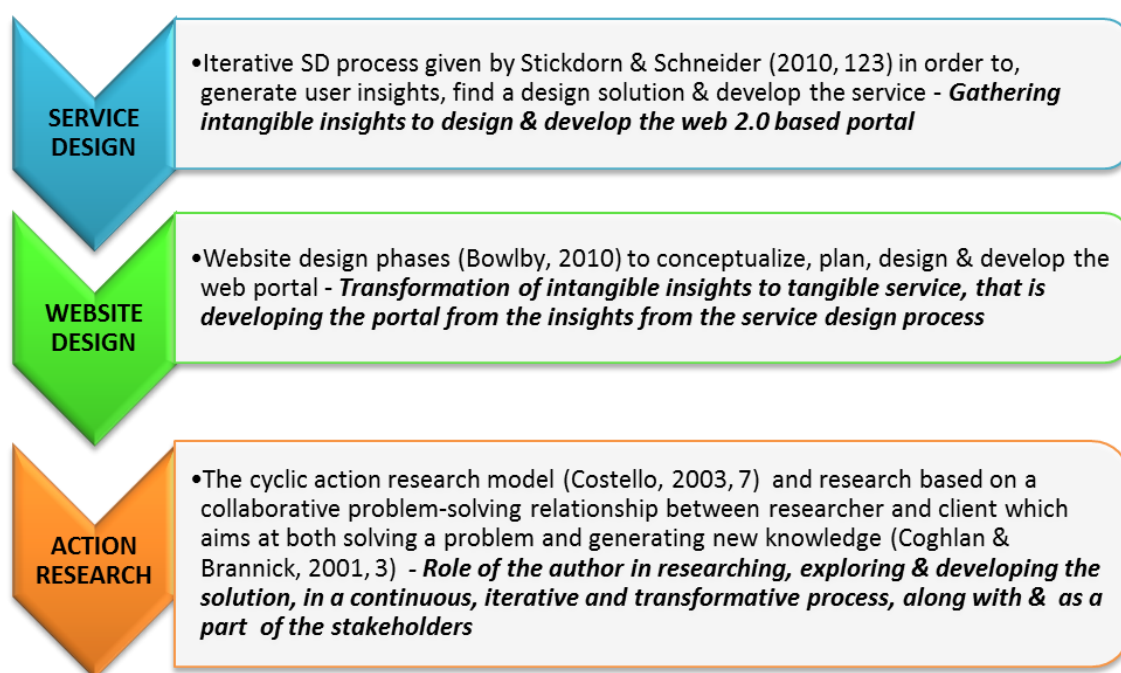 SERVICE
DESIGN
•Iterative SD process given by Stickdorn & Schneider (2010, 123) in order to,
generate user insights, find a design solution & develop the service - Gathering
intangible insights to design & develop the web 2.0 based portal
WEBSITE
DESIGN
•Website design phases (Bowlby, 2010) to conceptualize, plan, design & develop the
web portal - Transformation of intangible insights to tangible service, that is
developing the portal from the insights from the service design process
ACTION
RESEARCH
•The cyclic action research model (Costello, 2003, 7) and research based on a
collaborative problem-solving relationship between researcher and client which
aims at both solving a problem and generating new knowledge (Coghlan &
Brannick, 2001, 3) - Role of the author in researching, exploring & developing the
solution, in a continuous, iterative and transformative process, along with & as a
part of the stakeholders